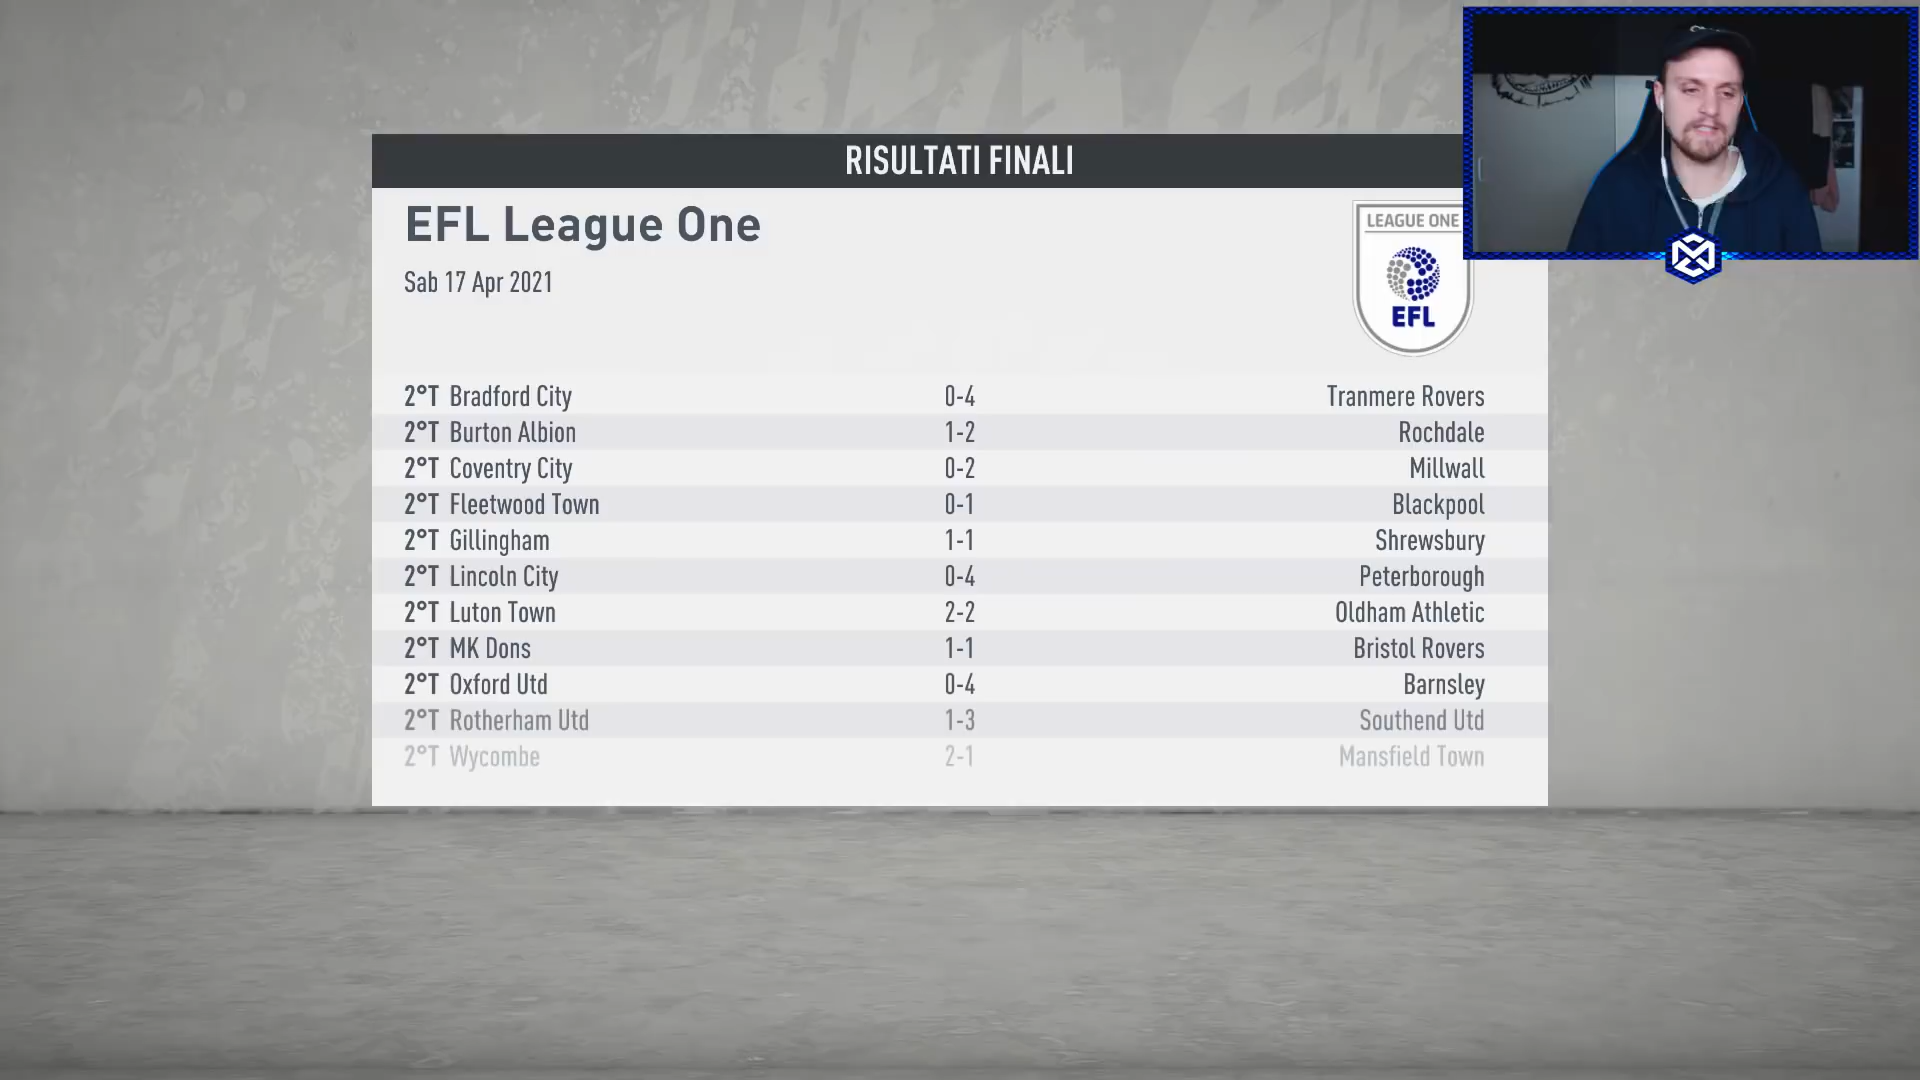 RISULTATI FINALI
EFL League One
LEAGUE ONE
Sab 17 Apr 2021
EFL
2°T Bradford City 0-4 Tranmere Rovers
2°T Burton Albion 1-2 Rochdale
2°T Coventry City 0-2 Millwall
2°T Fleetwood Town 0-1 Blackpool
2°T Gillingham 1-1 Shrewsbury
2°T Lincoln City 0-4 Peterborough
2°T Luton Town 2-2 Oldham Athletic
2°T MK Dons 1-1 Bristol Rovers
2°T Oxford Utd 0-4 Barnsley
2°T Rotherham Utd 1-3 Southend Utd
2°T Wycombe 2-1 Mansfield Town